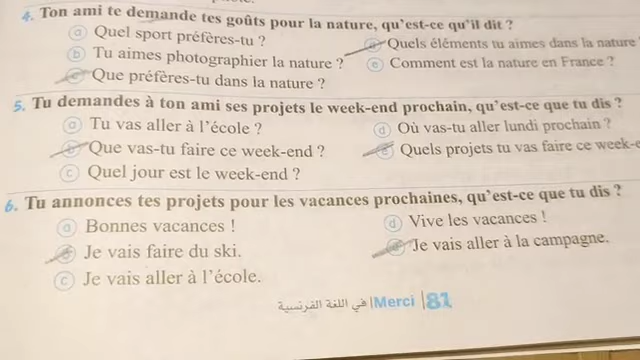 4. Ton ami te demande tes goûts pour la nature, qu'est-ce qu'il dit ?
a Quel sport préfères-tu ?
b Tu aimes photographier la nature ?
c Que préfères-tu dans la nature ?
d Quels éléments tu aimes dans la nature
e Comment est la nature en France ?
5. Tu demandes à ton ami ses projets le week-end prochain, qu'est-ce que tu dis ?
a Tu vas aller à l'école ?
b Que vas-tu faire ce week-end ?
c Quel jour est le week-end ?
d Où vas-tu aller lundi prochain ?
e Quels projets tu vas faire ce week-e
6. Tu annonces tes projets pour les vacances prochaines, qu'est-ce que tu dis ?
a Bonnes vacances !
b Je vais faire du ski.
c Je vais aller à l'école.
d Vive les vacances !
e Je vais aller à la campagne.
في اللغة الفرنسية |Merci |81